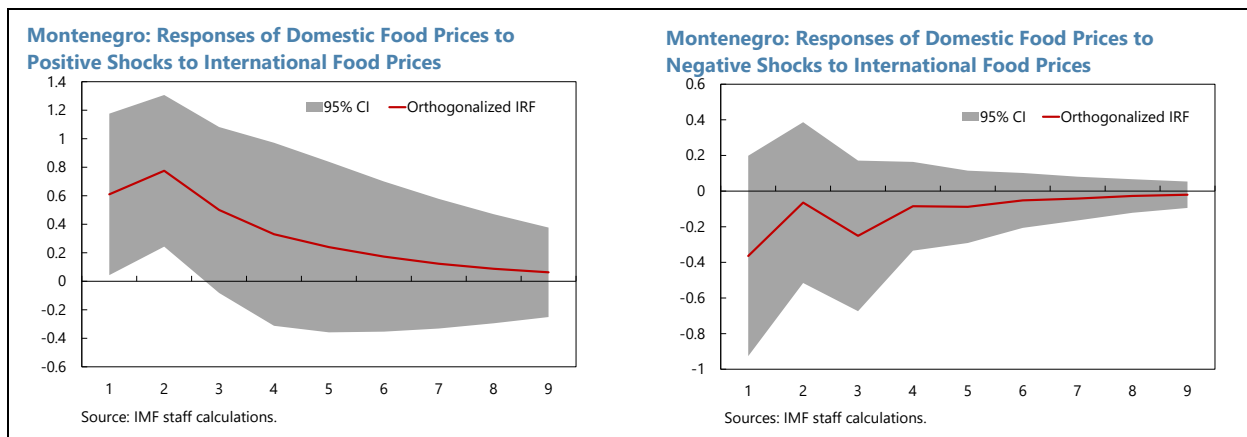 Montenegro: Responses of Domestic Food Prices to
Positive Shocks to International Food Prices
1.4
1.2
1
0.8
0.6
0.4
0.2
0
-0.2
-0.4
-0.6
95% CI
Orthogonalized IRF
1 2 3 4 5 6 7 8 9
Source: IMF staff calculations.
Montenegro: Responses of Domestic Food Prices to
Negative Shocks to International Food Prices
0.6
0.4
0.2
0
-0.2
-0.4
-0.6
-0.8
-1
95% CI
Orthogonalized IRF
1 2 3 4 5 6 7 8 9
Sources: IMF staff calculations.